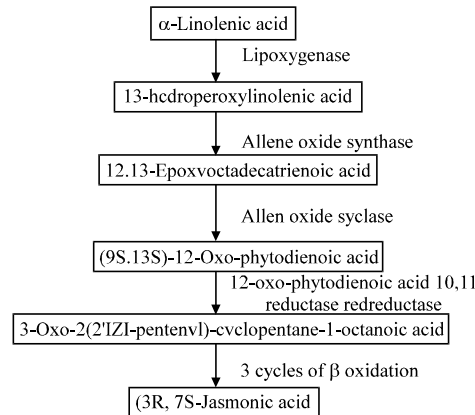 α-Linolenic acid
Lipoxygenase
13-hcdroperoxylinolenic acid
Allene oxide synthase
12.13-Epoxvoctadecatrienoic acid
Allen oxide syclase
(9S.13S)-12-Oxo-phytodienoic acid
12-oxo-phytodienoic acid 10,11
reductase redreductase
3-Oxo-2(2'IZI-pentenvl)-cvclopentane-1-octanoic acid
3 cycles of β oxidation
(3R, 7S-Jasmonic acid